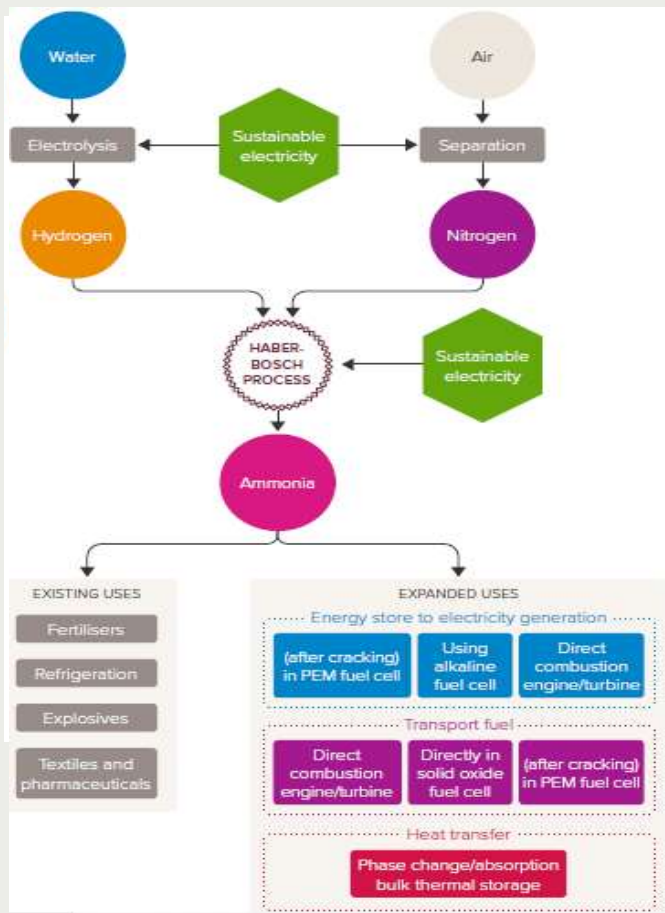 Water
Air
Electrolysis
Sustainable
electricity
Separation
Hydrogen
Nitrogen
HABER-
BOSCH
PROCESS
Sustainable
electricity
Ammonia
EXISTING USES
Fertilisers
Refrigeration
Explosives
Textiles and
pharmaceuticals
EXPANDED USES
Energy store to electricity generation
(after cracking)
in PEM fuel cell
Using
alkaline
fuel cell
Direct
combustion
engine/turbine
Transport fuel
Direct
combustion
engine/turbine
Directly in
solid oxide
fuel cell
(after cracking)
in PEM fuel cell
Heat transfer
Phase change/absorption
bulk thermal storage